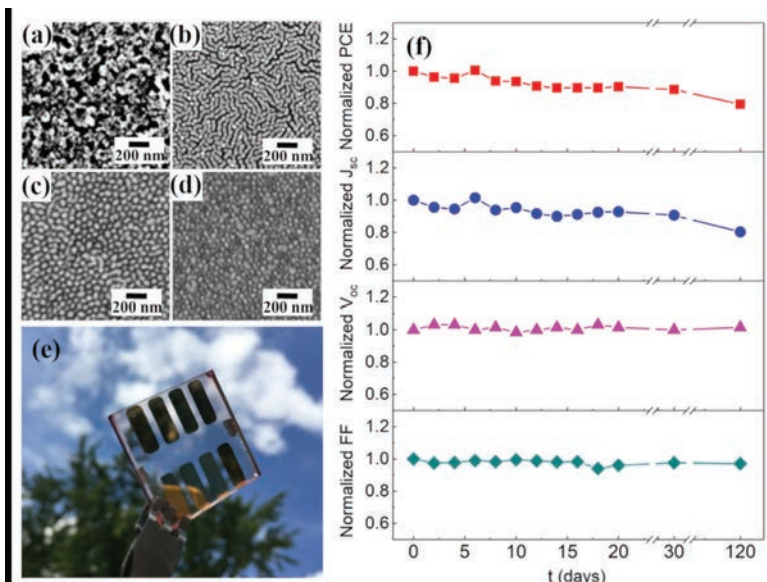 (a)
200 nm
(b)
200 nm
(c)
200 nm
(d)
200 nm
(e)
(f)
Normalized PCE
1.2
1.0
0.8
0.6
Normalized Jsc
1.2
1.0
0.8
0.6
Normalized Voc
1.2
1.0
0.8
0.6
Normalized FF
1.2
1.0
0.8
0.6
0 5 10 15 20 30 120
t (days)